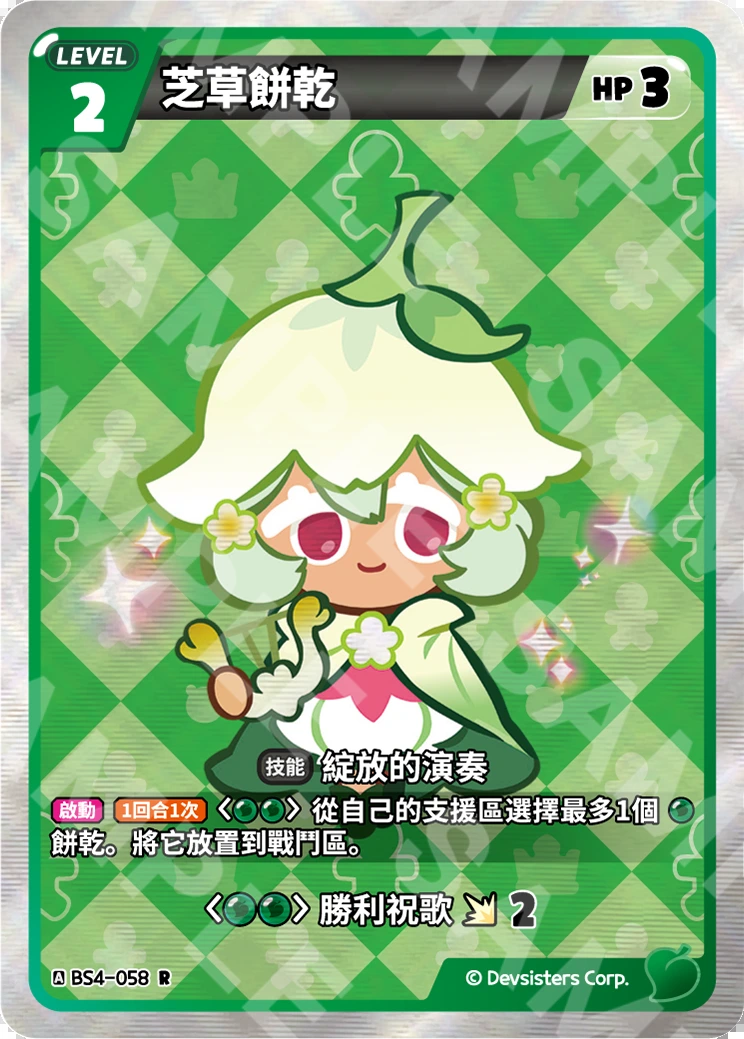 LEVEL
2
芝草餅乾
HP 3
技能 綻放的演奏
啟動 1回合1次 〈●●〉從自己的支援區選擇最多1個●
餅乾。將它放置到戰鬥區。
〈●●〉勝利祝歌 2
A BS4-058 R
© Devsisters Corp.
SAMPLE